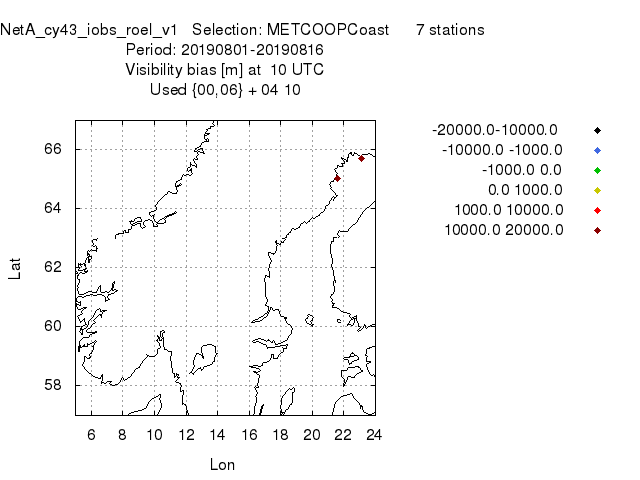 NetA_cy43_iobs_roel_v1 Selection: METCOOPCoast 7 stations
Period: 20190801-20190816
Visibility bias [m] at 10 UTC
Used {00,06} + 04 10
-20000.0-10000.0
-10000.0 -1000.0
-1000.0 0.0
0.0 1000.0
1000.0 10000.0
10000.0 20000.0
66
64
62
60
58
Lat
6 8 10 12 14 16 18 20 22 24
Lon